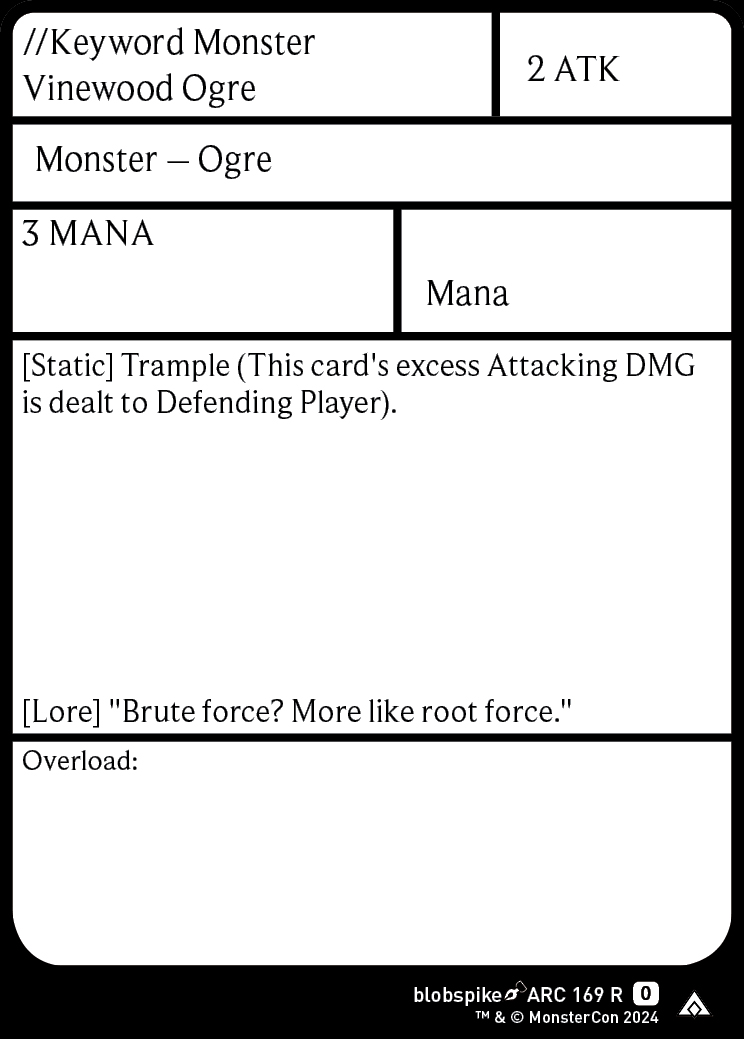 //Keyword Monster
Vinewood Ogre
2 ATK
Monster — Ogre
3 MANA
Mana
[Static] Trample (This card's excess Attacking DMG
is dealt to Defending Player).
[Lore] "Brute force? More like root force."
Overload:
blobspike ARC 169 R 0
™ & © MonsterCon 2024